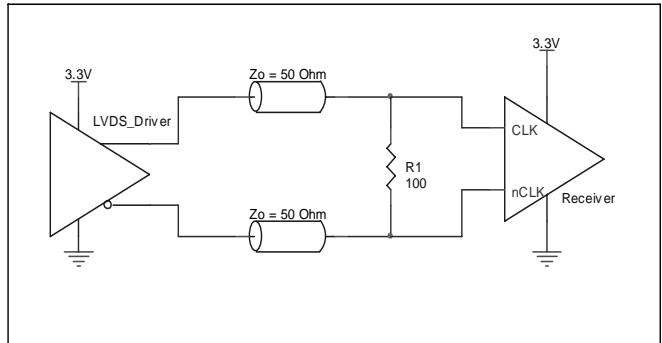 3.3V
3.3V
Zo = 50 Ohm
LVDS_Driver
CLK
R1
100
nCLK
Receiver
Zo = 50 Ohm